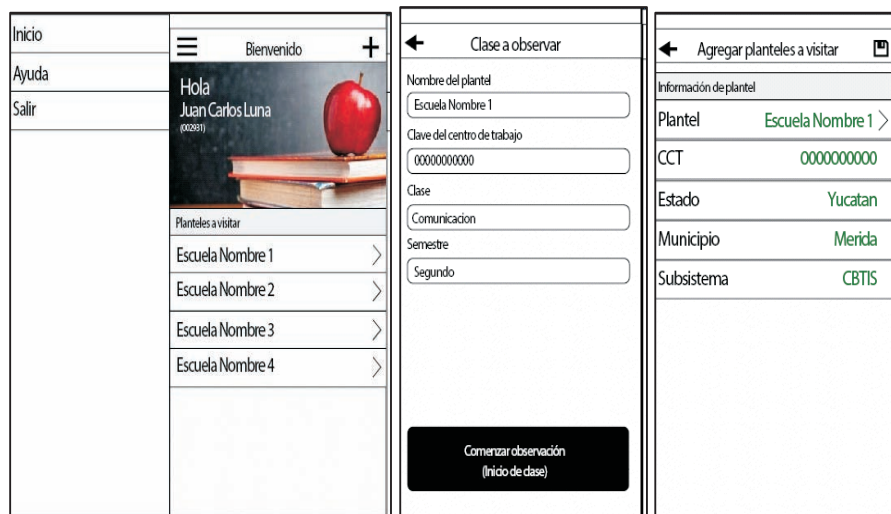 Inicio
Ayuda
Salir
Bienvenido
Hola
Juan Carlos Luna
(002931)
Planteles a visitar
Escuela Nombre 1
Escuela Nombre 2
Escuela Nombre 3
Escuela Nombre 4
Clase a observar
Nombre del plantel
Escuela Nombre 1
Clave del centro de trabajo
00000000000
Clase
Comunicacion
Semestre
Segundo
Comenzar observación
(Inicio de clase)
Agregar planteles a visitar
Información de plantel
Plantel Escuela Nombre 1
CCT 0000000000
Estado Yucatan
Municipio Merida
Subsistema CBTIS